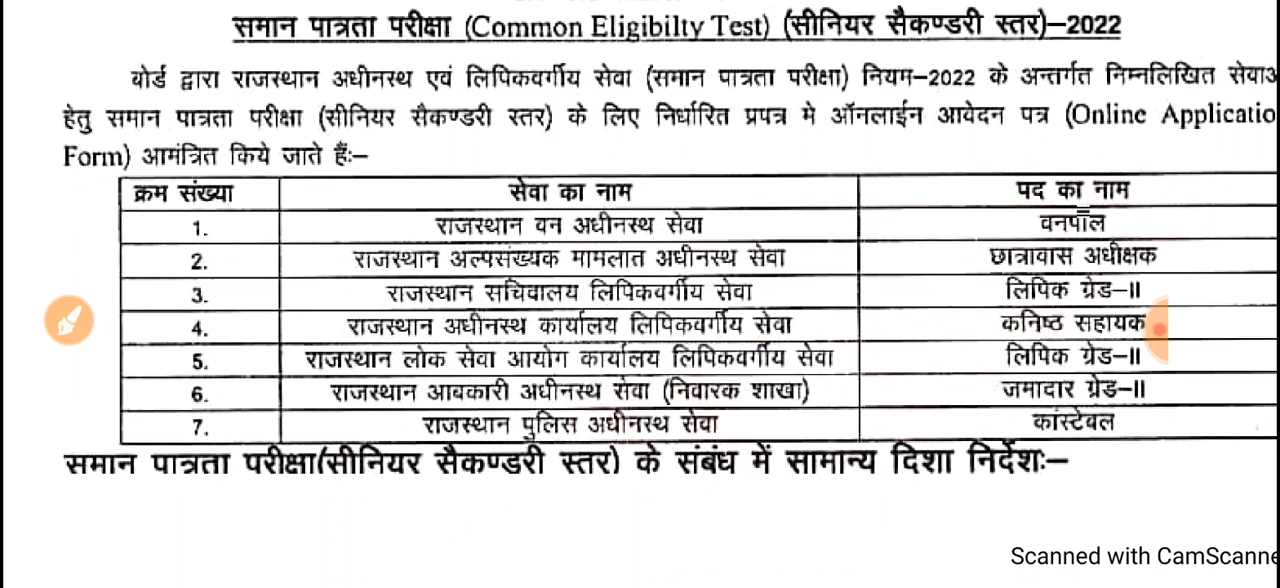 समान पात्रता परीक्षा (Common Eligibilty Test) (सीनियर सैकण्डरी स्तर)–2022
बोर्ड द्वारा राजस्थान अधीनस्थ एवं लिपिकवर्गीय सेवा (समान पात्रता परीक्षा) नियम–2022 के अन्तर्गत निम्नलिखित
हेतु समान पात्रता परीक्षा (सीनियर सैकण्डरी स्तर) के लिए निर्धारित प्रपत्र मे ऑनलाईन आवेदन पत्र (Online
Form) आमंत्रित किये जाते हैं:–
क्रम संख्या सेवा का नाम पद का नाम
1. राजस्थान वन अधीनस्थ सेवा वनपाल
2. राजस्थान अल्पसंख्यक मामलात अधीनस्थ सेवा छात्रावास अधीक्षक
3. राजस्थान सचिवालय लिपिकवर्गीय सेवा लिपिक ग्रेड–II
4. राजस्थान अधीनस्थ कार्यालय लिपिकवर्गीय सेवा कनिष्ठ सहायक
5. राजस्थान लोक सेवा आयोग कार्यालय लिपिकवर्गीय सेवा लिपिक ग्रेड–II
6. राजस्थान आबकारी अधीनस्थ सेवा (निवारक शाखा) जमादार ग्रेड–II
7. राजस्थान पुलिस अधीनस्थ सेवा कांस्टेबल
समान पात्रता परीक्षा(सीनियर सैकण्डरी स्तर) के संबंध में सामान्य दिशा निर्देशः–
Scanned with